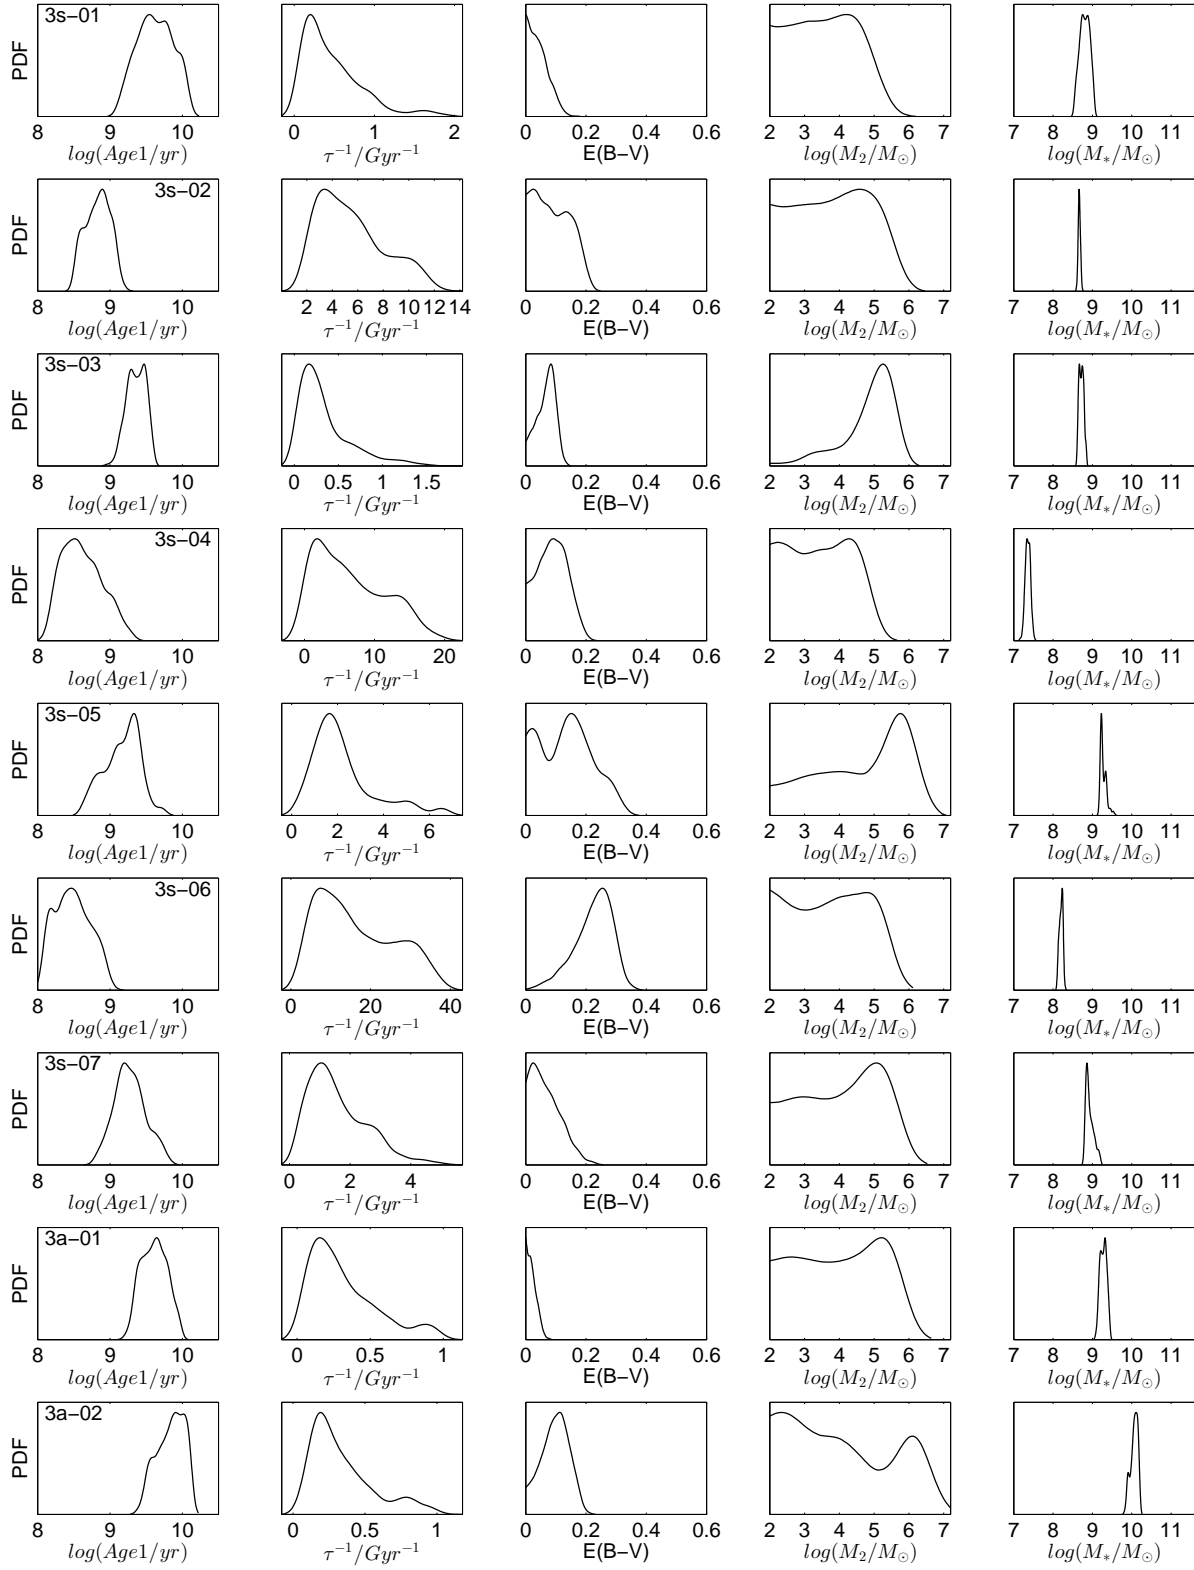 3s−01
PDF
8 9 10 0 1 2 0 0.2 0.4 0.6 2 3 4 5 6 7 7 8 9 10 11
log(Age1/yr) τ⁻¹/Gyr⁻¹ E(B−V) log(M₂/M⊙) log(M*/M⊙)
3s−02
PDF
8 9 10 2 4 6 8 10 12 14 0 0.2 0.4 0.6 2 3 4 5 6 7 7 8 9 10 11
log(Age1/yr) τ⁻¹/Gyr⁻¹ E(B−V) log(M₂/M⊙) log(M*/M⊙)
3s−03
PDF
8 9 10 0 0.5 1 1.5 0 0.2 0.4 0.6 2 3 4 5 6 7 7 8 9 10 11
log(Age1/yr) τ⁻¹/Gyr⁻¹ E(B−V) log(M₂/M⊙) log(M*/M⊙)
3s−04
PDF
8 9 10 0 10 20 0 0.2 0.4 0.6 2 3 4 5 6 7 7 8 9 10 11
log(Age1/yr) τ⁻¹/Gyr⁻¹ E(B−V) log(M₂/M⊙) log(M*/M⊙)
3s−05
PDF
8 9 10 0 2 4 6 0 0.2 0.4 0.6 2 3 4 5 6 7 7 8 9 10 11
log(Age1/yr) τ⁻¹/Gyr⁻¹ E(B−V) log(M₂/M⊙) log(M*/M⊙)
3s−06
PDF
8 9 10 0 20 40 0 0.2 0.4 0.6 2 3 4 5 6 7 7 8 9 10 11
log(Age1/yr) τ⁻¹/Gyr⁻¹ E(B−V) log(M₂/M⊙) log(M*/M⊙)
3s−07
PDF
8 9 10 0 2 4 0 0.2 0.4 0.6 2 3 4 5 6 7 7 8 9 10 11
log(Age1/yr) τ⁻¹/Gyr⁻¹ E(B−V) log(M₂/M⊙) log(M*/M⊙)
3a−01
PDF
8 9 10 0 0.5 1 0 0.2 0.4 0.6 2 3 4 5 6 7 7 8 9 10 11
log(Age1/yr) τ⁻¹/Gyr⁻¹ E(B−V) log(M₂/M⊙) log(M*/M⊙)
3a−02
PDF
8 9 10 0 0.5 1 0 0.2 0.4 0.6 2 3 4 5 6 7 7 8 9 10 11
log(Age1/yr) τ⁻¹/Gyr⁻¹ E(B−V) log(M₂/M⊙) log(M*/M⊙)